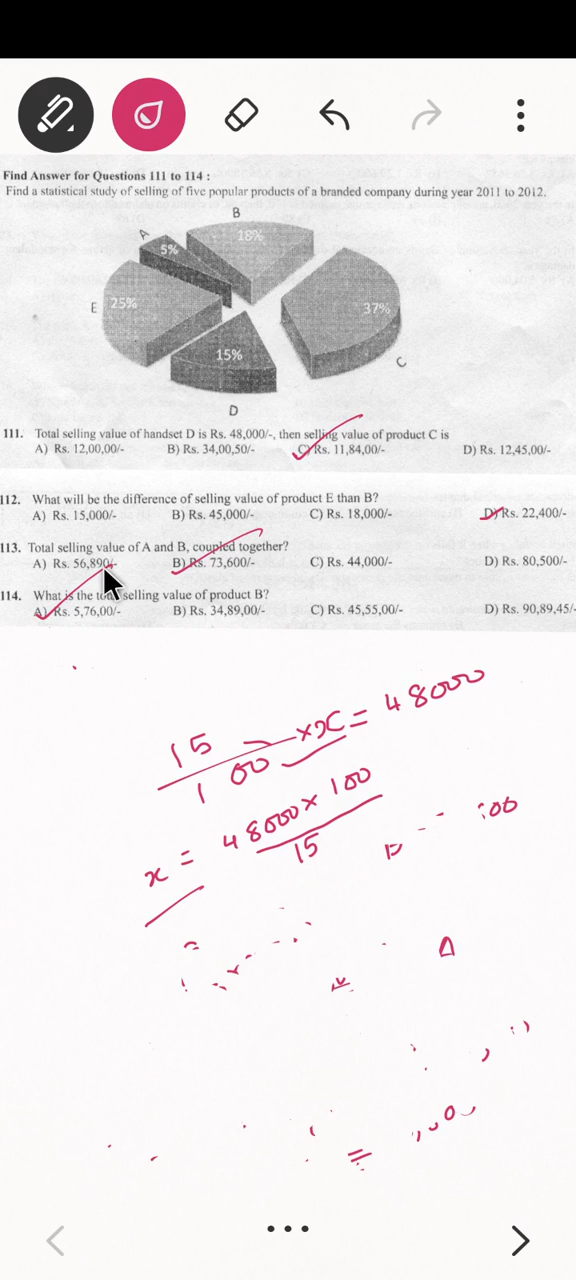 Find Answer for Questions 111 to 114 :
Find a statistical study of selling of five popular products of a branded company during year 2011 to 2012.
B
A
18%
5%
E 25%
37%
15%
C
D
111. Total selling value of handset D is Rs. 48,000/-, then selling value of product C is
A) Rs. 12,00,00/- B) Rs. 34,00,50/- C) Rs. 11,84,00/- D) Rs. 12,45,00/-
112. What will be the difference of selling value of product E than B?
A) Rs. 15,000/- B) Rs. 45,000/- C) Rs. 18,000/- D) Rs. 22,400/-
113. Total selling value of A and B, coupled together?
A) Rs. 56,890/- B) Rs. 73,600/- C) Rs. 44,000/- D) Rs. 80,500/-
114. What is the selling value of product B?
A) Rs. 5,76,00/- B) Rs. 34,89,00/- C) Rs. 45,55,00/- D) Rs. 90,89,45/-
15
100 × x = 48000
x = 48000 × 100
15